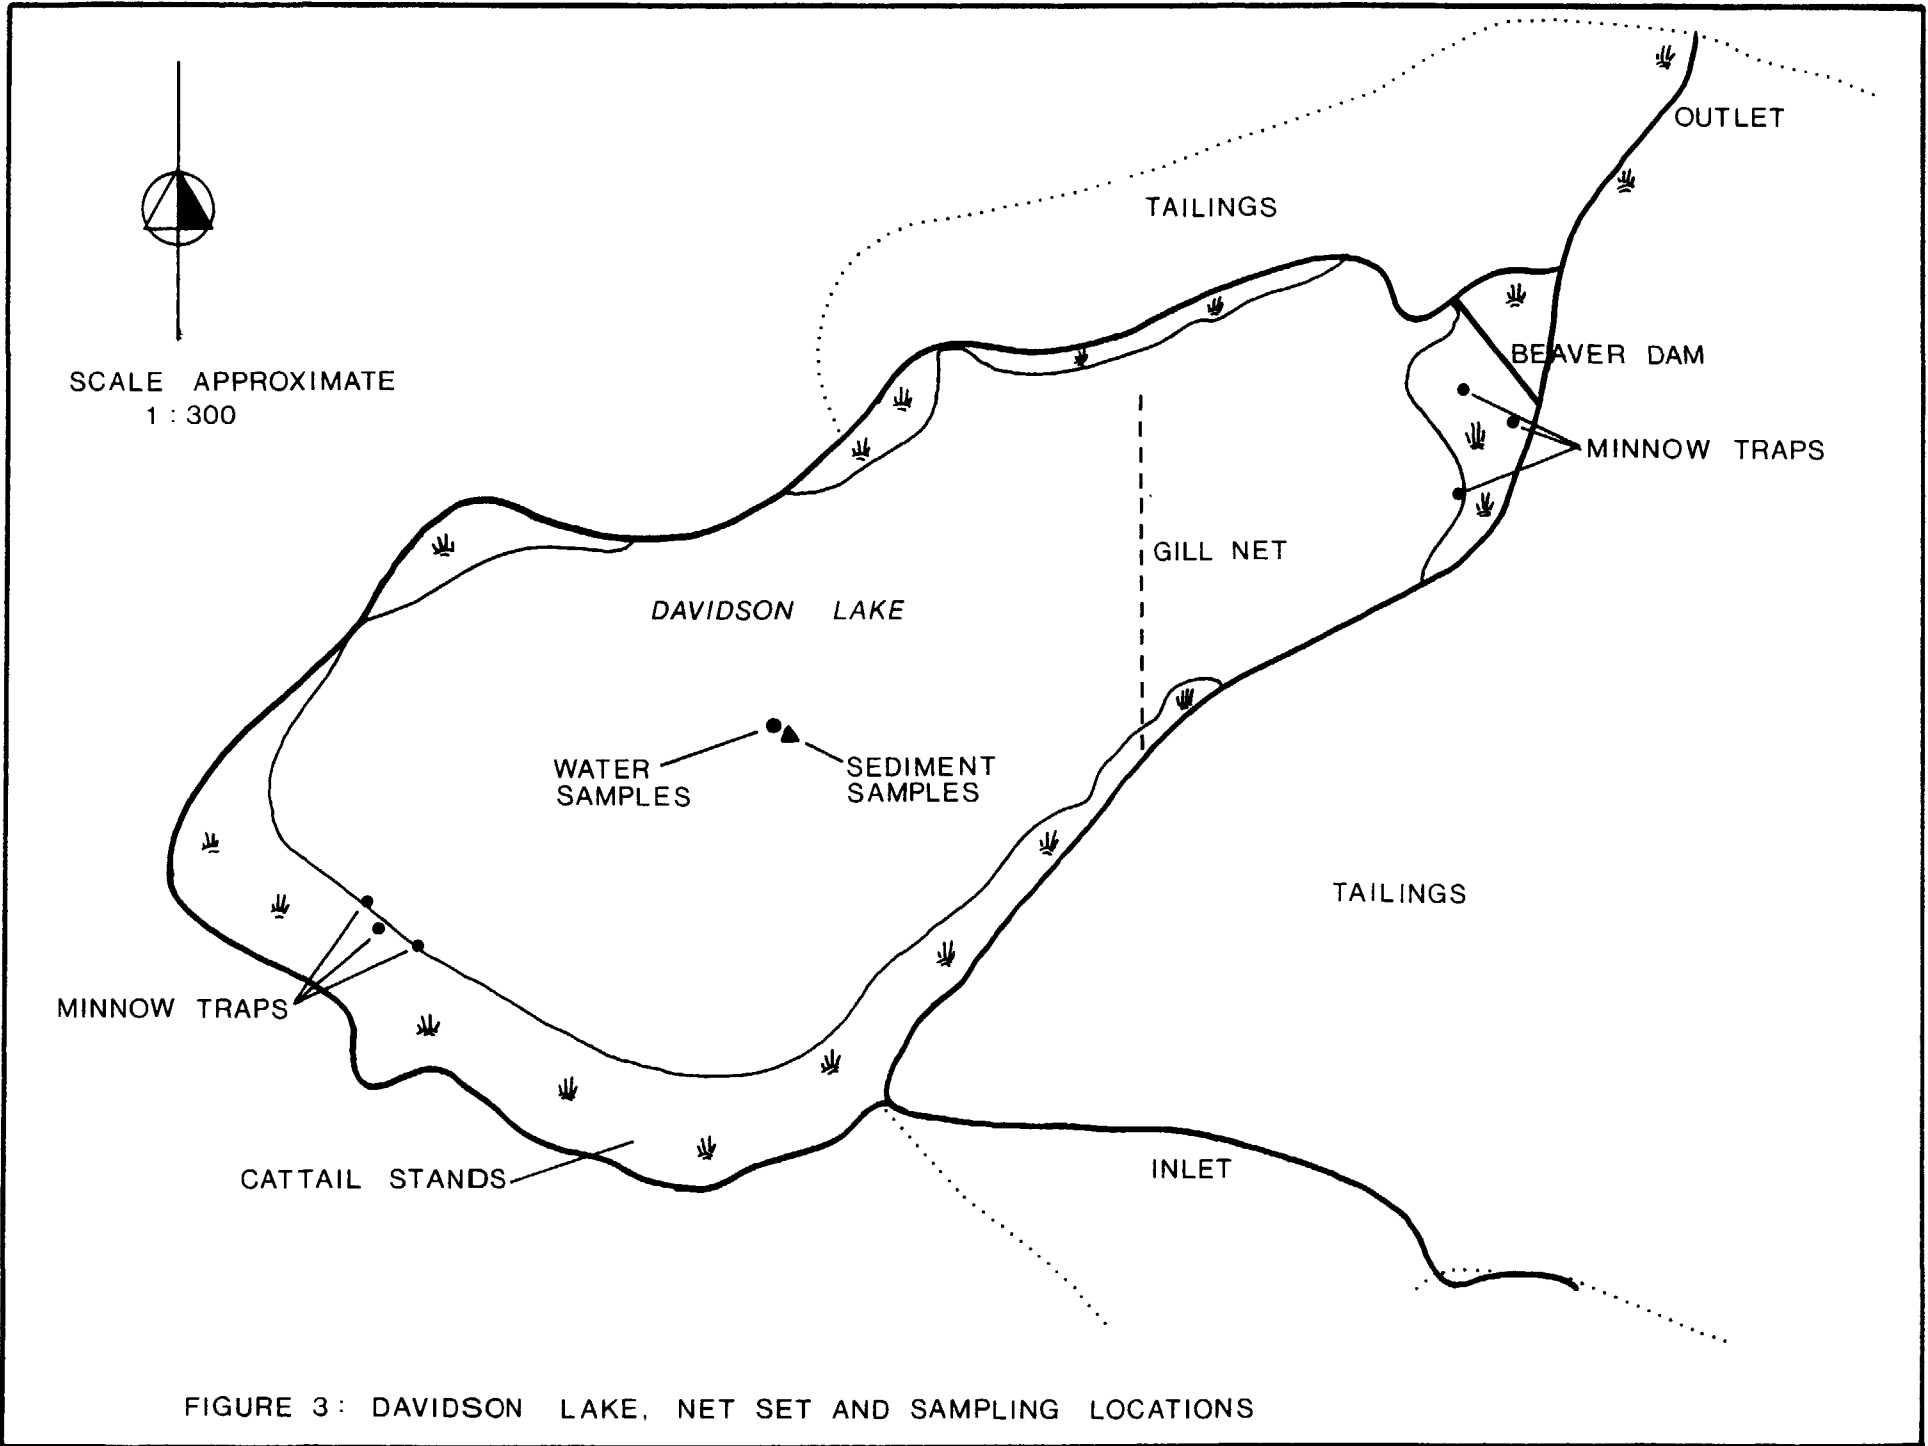 OUTLET
TAILINGS
BEAVER DAM
SCALE APPROXIMATE
1 : 300
MINNOW TRAPS
GILL NET
DAVIDSON LAKE
WATER
SAMPLES
SEDIMENT
SAMPLES
TAILINGS
MINNOW TRAPS
INLET
CATTAIL STANDS
FIGURE 3: DAVIDSON LAKE, NET SET AND SAMPLING LOCATIONS